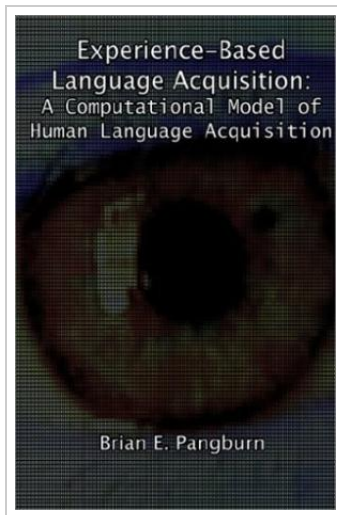 Experience-Based
Language Acquisition:
A Computational Model of
Human Language Acquisition
Brian E. Pangburn